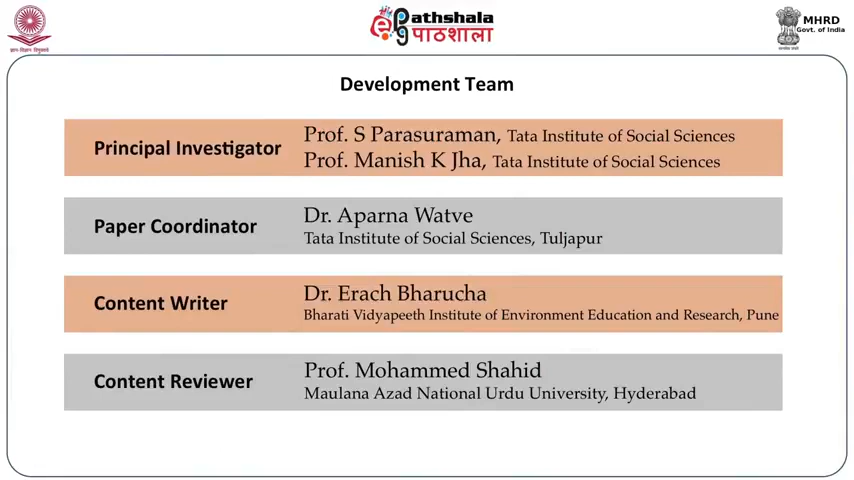 ज्ञान-विज्ञान विमुक्तये
ePathshala
पाठशाला
MHRD
Govt. of India
Development Team
Principal Investigator
Prof. S Parasuraman, Tata Institute of Social Sciences
Prof. Manish K Jha, Tata Institute of Social Sciences
Paper Coordinator
Dr. Aparna Watve
Tata Institute of Social Sciences, Tuljapur
Content Writer
Dr. Erach Bharucha
Bharati Vidyapeeth Institute of Environment Education and Research, Pune
Content Reviewer
Prof. Mohammed Shahid
Maulana Azad National Urdu University, Hyderabad